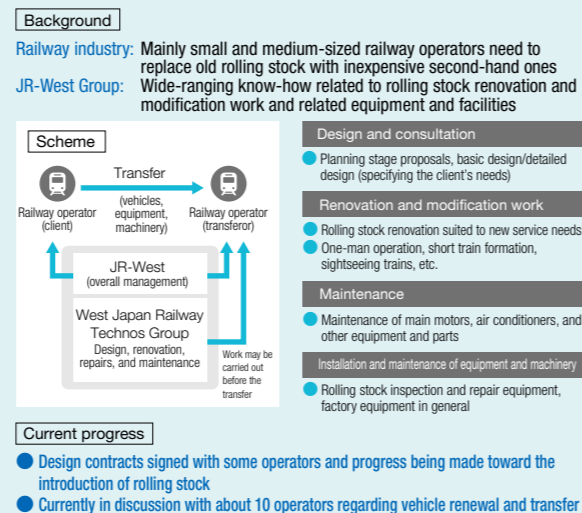 Background
Railway industry: Mainly small and medium-sized railway operators need to
replace old rolling stock with inexpensive second-hand ones
JR-West Group: Wide-ranging know-how related to rolling stock renovation and
modification work and related equipment and facilities
Scheme
Transfer
(vehicles,
equipment,
machinery)
Railway operator
(client)
Railway operator
(transferor)
JR-West
(overall management)
West Japan Railway
Technos Group
Design, renovation,
repairs, and maintenance
Work may be
carried out
before the
transfer
Design and consultation
Planning stage proposals, basic design/detailed
design (specifying the client's needs)
Renovation and modification work
Rolling stock renovation suited to new service needs
One-man operation, short train formation,
sightseeing trains, etc.
Maintenance
Maintenance of main motors, air conditioners, and
other equipment and parts
Installation and maintenance of equipment and machinery
Rolling stock inspection and repair equipment,
factory equipment in general
Current progress
Design contracts signed with some operators and progress being made toward the
introduction of rolling stock
Currently in discussion with about 10 operators regarding vehicle renewal and transfer